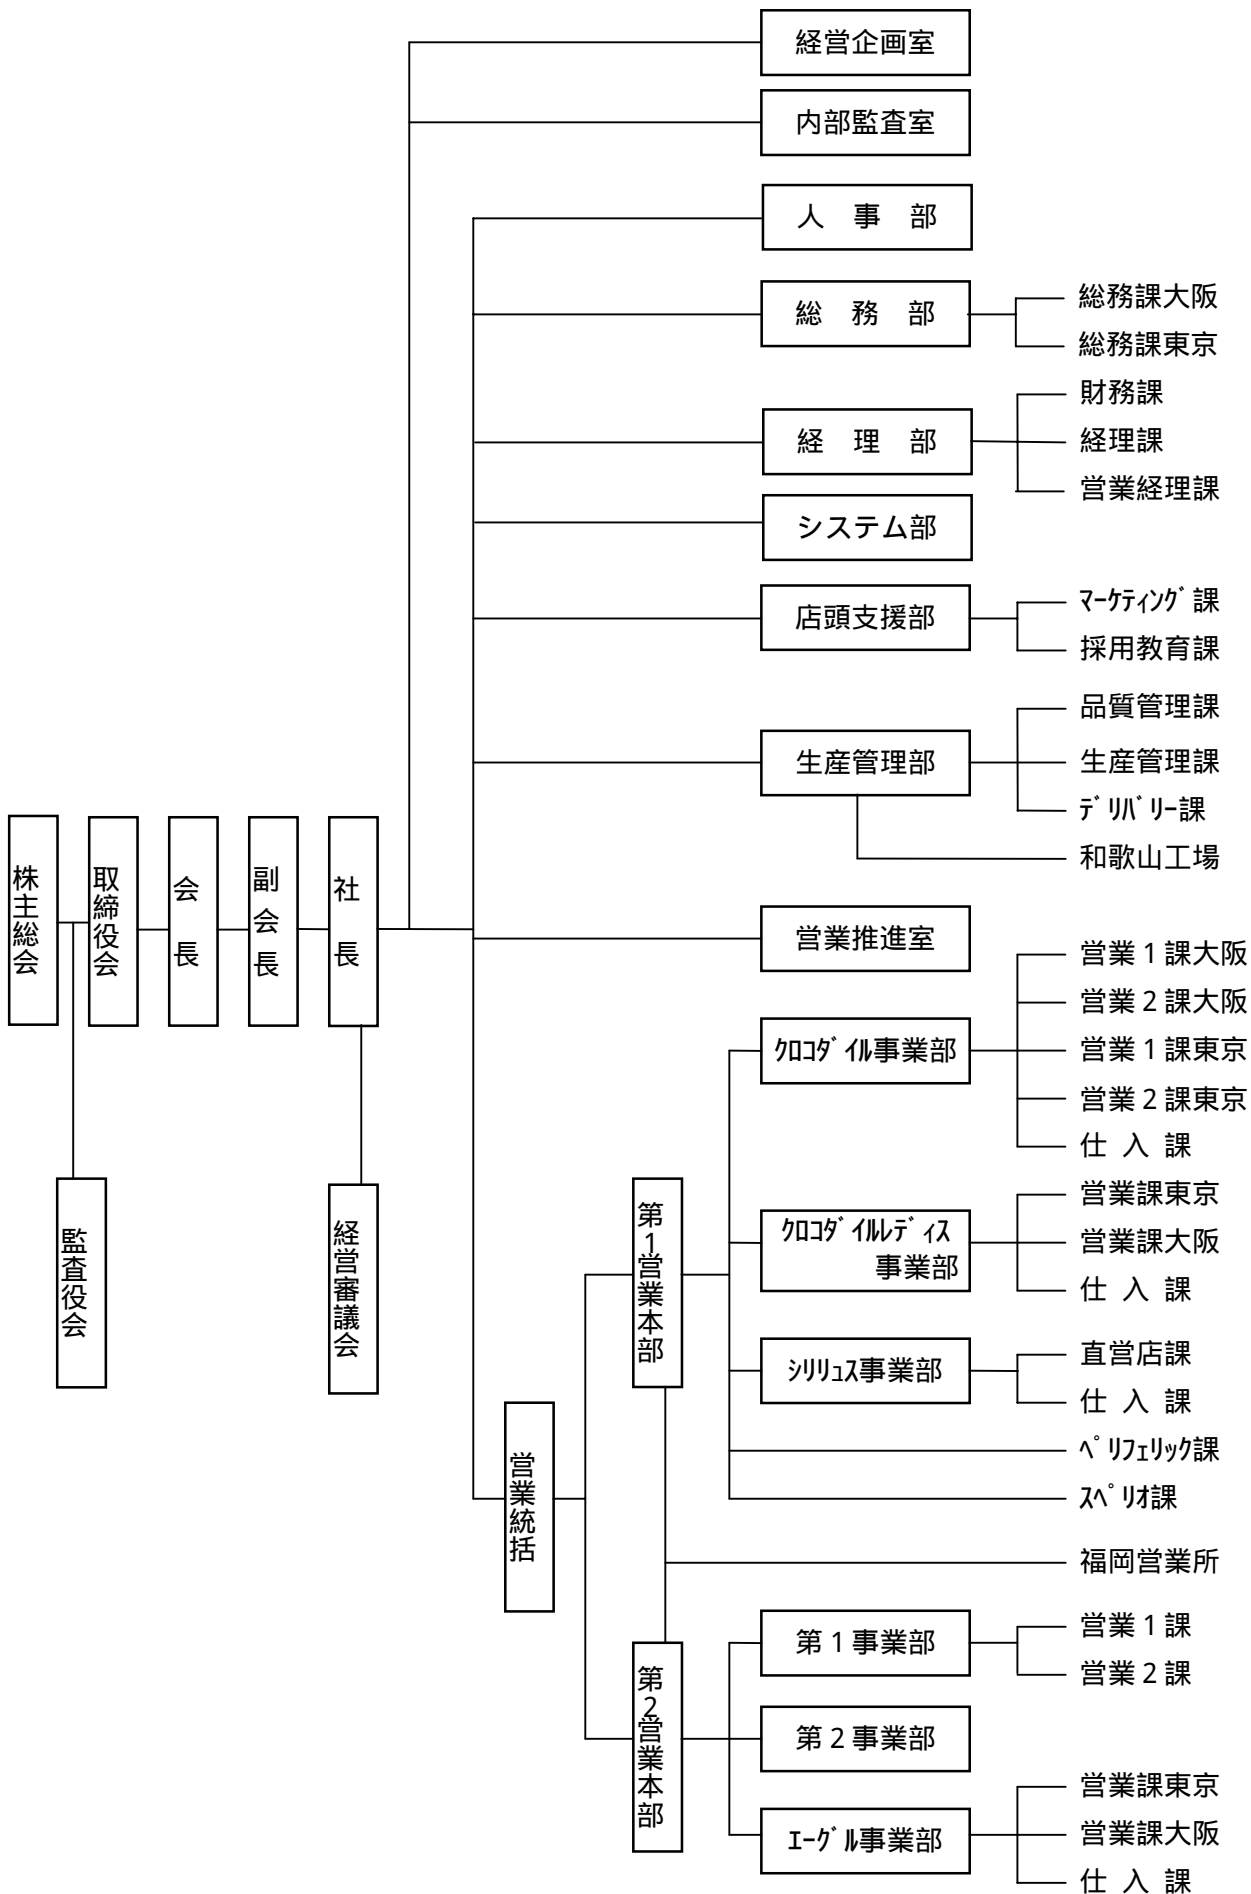 経営企画室
内部監査室
人　事　部
総　務　部
総務課大阪
総務課東京
経　理　部
財務課
経理課
営業経理課
システム部
店頭支援部
ﾏｰｹﾃｨﾝｸﾞ課
採用教育課
生産管理部
品質管理課
生産管理課
ﾃﾞﾘﾊﾞﾘｰ課
和歌山工場
株主総会
取締役会
会長
副会長
社長
監査役会
経営審議会
営業推進室
営業統括
第1営業本部
ｸﾛｺﾀﾞｲﾙ事業部
営業1課大阪
営業2課大阪
営業1課東京
営業2課東京
仕 入 課
ｸﾛｺﾀﾞｲﾙﾚﾃﾞｨｽ
事業部
営業課東京
営業課大阪
仕 入 課
ｼﾘﾘｭｽ事業部
直営店課
仕 入 課
ﾍﾟﾘﾌｪﾘｯｸ課
ｽﾍﾟﾘｵ課
福岡営業所
第2営業本部
第1事業部
営業1課
営業2課
第2事業部
ｴｰｸﾞﾙ事業部
営業課東京
営業課大阪
仕 入 課